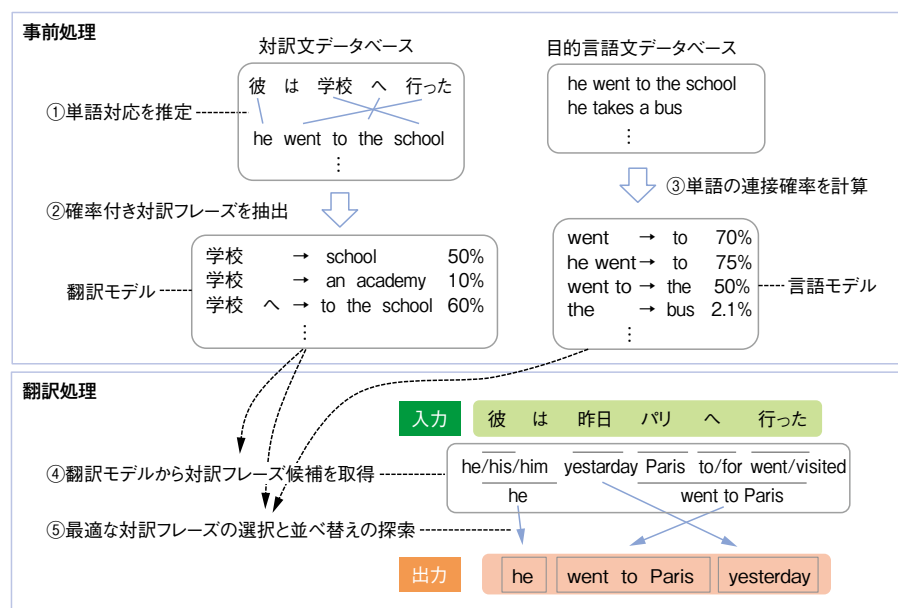 事前処理
対訳文データベース
彼 は 学校 へ 行った
①単語対応を推定
he went to the school
⋮
②確率付き対訳フレーズを抽出
学校 → school 50%
学校 → an academy 10%
学校 へ → to the school 60%
⋮
翻訳モデル
目的言語文データベース
he went to the school
he takes a bus
⋮
③単語の連接確率を計算
went → to 70%
he went → to 75%
went to → the 50%
the → bus 2.1%
⋮
言語モデル
翻訳処理
入力 彼 は 昨日 パリ へ 行った
④翻訳モデルから対訳フレーズ候補を取得
he/his/him yestarday Paris to/for went/visited
he went to Paris
⑤最適な対訳フレーズの選択と並べ替えの探索
出力 he went to Paris yesterday